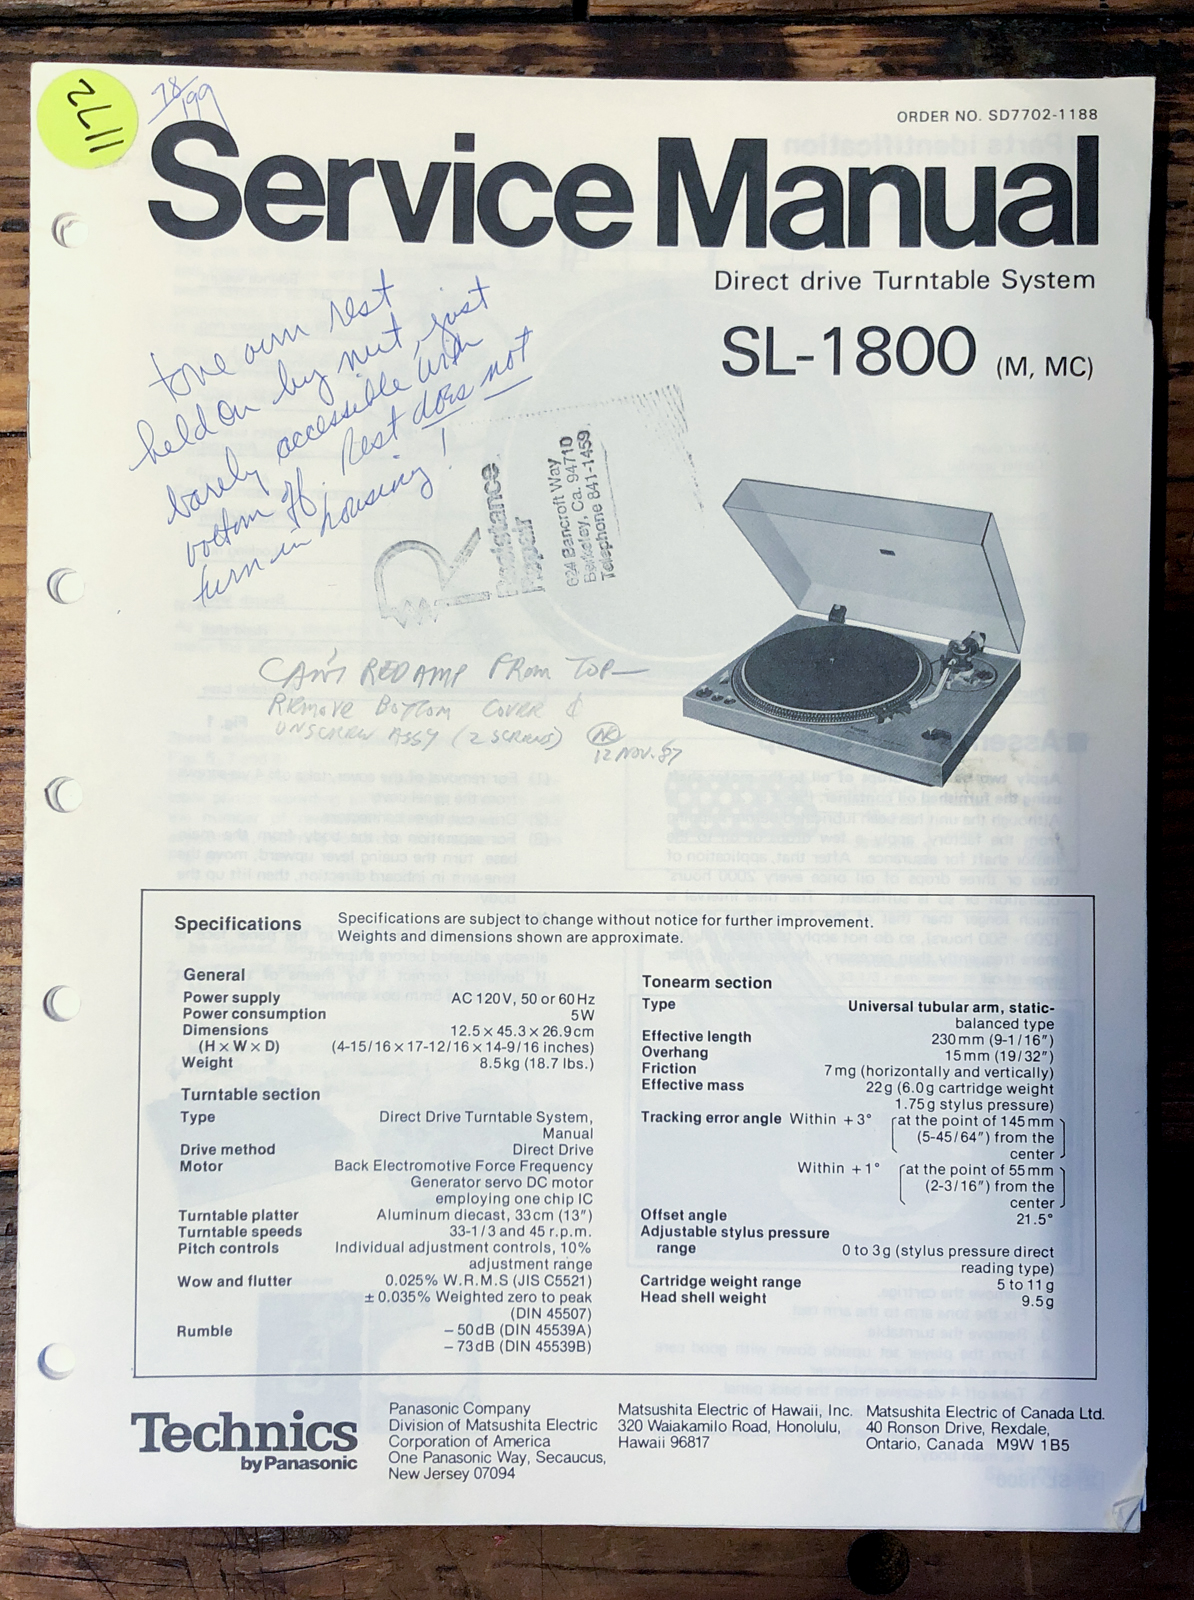 1172
78/199
ORDER NO. SD7702-1188
Service Manual
Direct drive Turntable System
SL-1800 (M, MC)
tone arm rest
held on by nut, just
barely accessible with
bottom off. Rest does not
turn in housing!
R
Resistance
Repair
624 Bancroft Way
Berkeley, Ca. 94710
Telephone 841-1459
CAN'T REDAMP FROM TOP—
REMOVE BOTTOM COVER &
UNSCREW ASSY (2 SCREWS)
12 NOV. 87
Specifications
Specifications are subject to change without notice for further improvement.
Weights and dimensions shown are approximate.
General
Power supply AC 120V, 50 or 60Hz
Power consumption 5W
Dimensions 12.5 × 45.3 × 26.9cm
(H × W × D) (4-15/16 × 17-12/16 × 14-9/16 inches)
Weight 8.5kg (18.7 lbs.)
Turntable section
Type Direct Drive Turntable System,
Manual
Drive method Direct Drive
Motor Back Electromotive Force Frequency
Generator servo DC motor
employing one chip IC
Turntable platter Aluminum diecast, 33cm (13")
Turntable speeds 33-1/3 and 45 r.p.m.
Pitch controls Individual adjustment controls, 10%
adjustment range
Wow and flutter 0.025% W.R.M.S (JIS C5521)
± 0.035% Weighted zero to peak
(DIN 45507)
Rumble – 50dB (DIN 45539A)
– 73dB (DIN 45539B)
Tonearm section
Type Universal tubular arm, static-
balanced type
Effective length 230mm (9-1/16")
Overhang 15mm (19/32")
Friction 7mg (horizontally and vertically)
Effective mass 22g (6.0g cartridge weight
1.75g stylus pressure)
Tracking error angle Within + 3° (at the point of 145mm
(5-45/64") from the
center)
Within + 1° (at the point of 55mm
(2-3/16") from the
center)
Offset angle 21.5°
Adjustable stylus pressure
range 0 to 3g (stylus pressure direct
reading type)
Cartridge weight range 5 to 11g
Head shell weight 9.5g
Technics
by Panasonic
Panasonic Company
Division of Matsushita Electric
Corporation of America
One Panasonic Way, Secaucus,
New Jersey 07094
Matsushita Electric of Hawaii, Inc.
320 Waiakamilo Road, Honolulu,
Hawaii 96817
Matsushita Electric of Canada Ltd.
40 Ronson Drive, Rexdale,
Ontario, Canada M9W 1B5